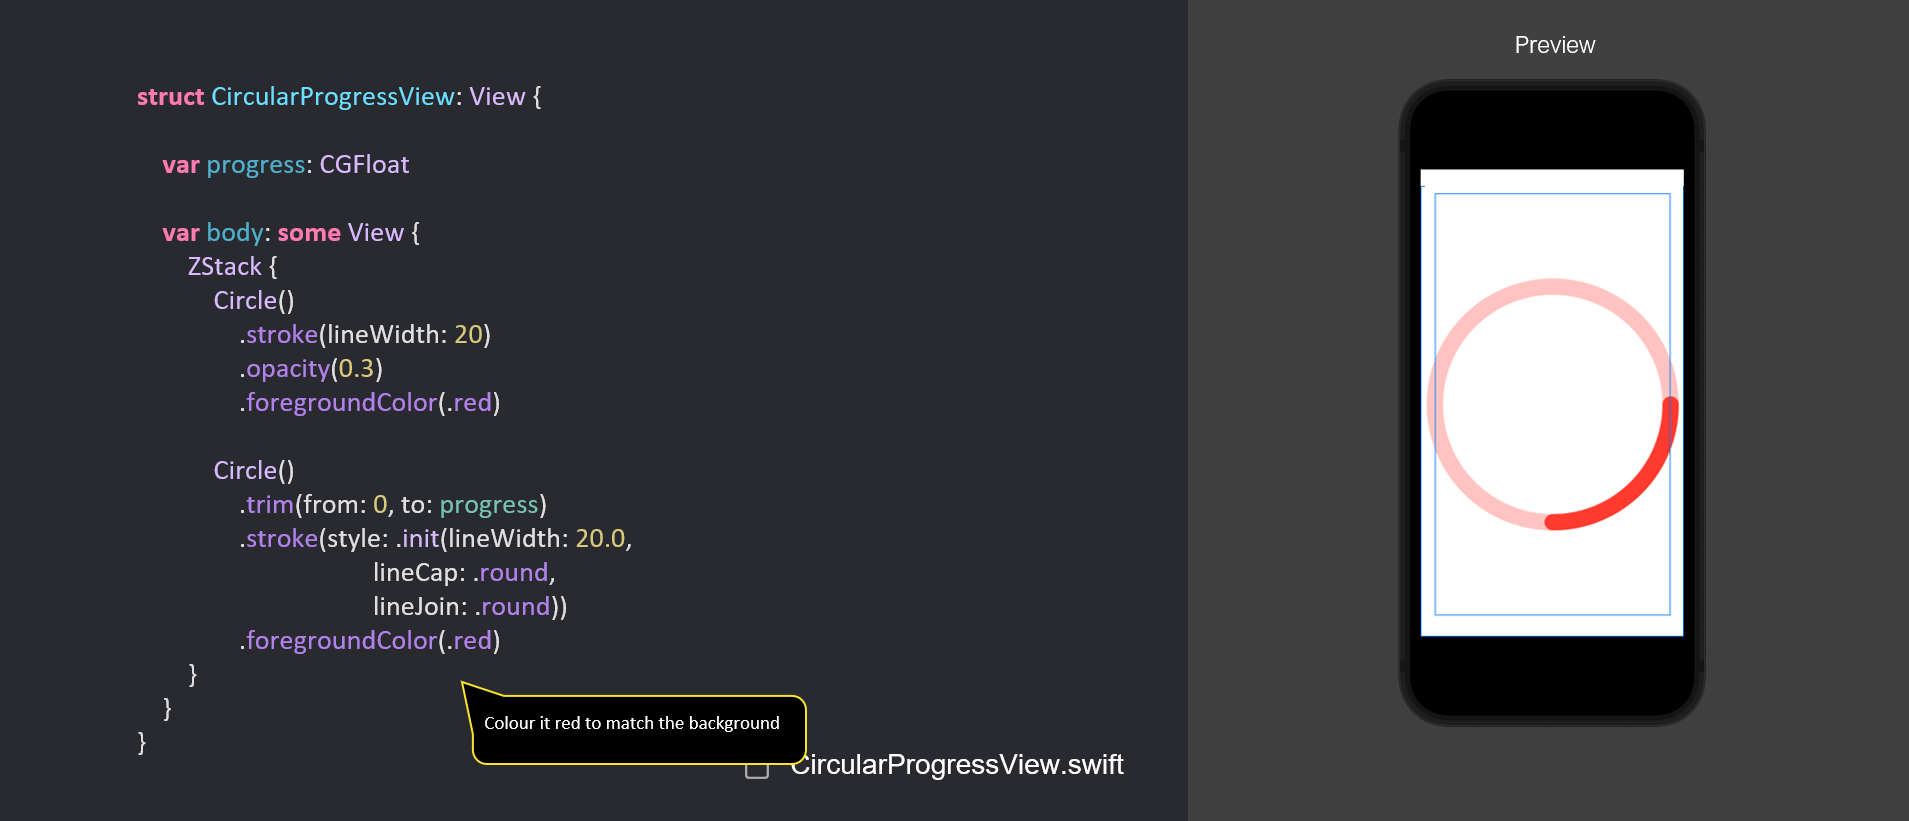 struct CircularProgressView: View {
var progress: CGFloat
var body: some View {
ZStack {
Circle()
.stroke(lineWidth: 20)
.opacity(0.3)
.foregroundColor(.red)
Circle()
.trim(from: 0, to: progress)
.stroke(style: .init(lineWidth: 20.0,
lineCap: .round,
lineJoin: .round))
.foregroundColor(.red)
}
}
}
Colour it red to match the background
CircularProgressView.swift
Preview